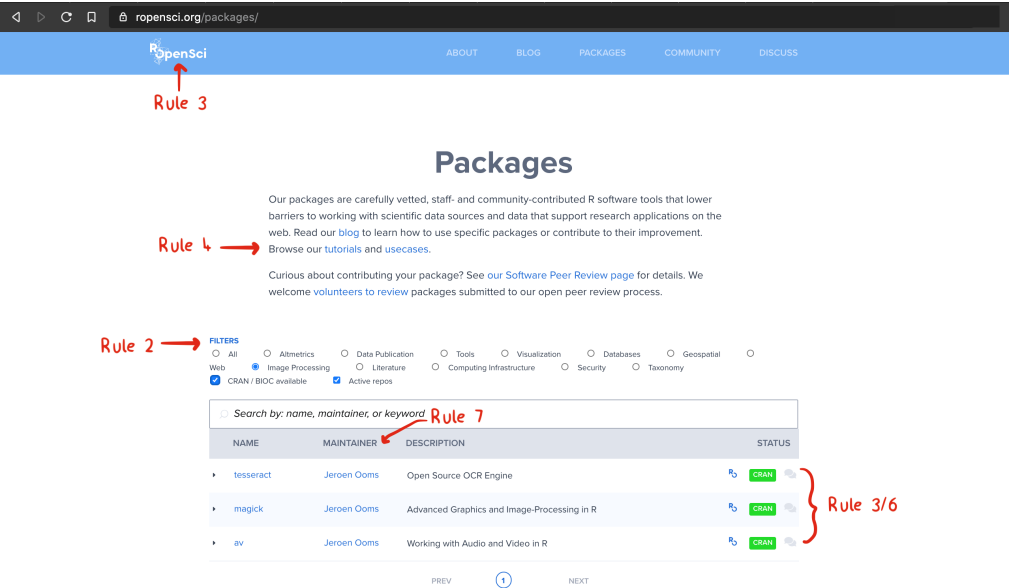 ropensci.org/packages/
ROpenSci ABOUT BLOG PACKAGES COMMUNITY DISCUSS
Rule 3
Packages
Our packages are carefully vetted, staff- and community-contributed R software tools that lower
barriers to working with scientific data sources and data that support research applications on the
web. Read our blog to learn how to use specific packages or contribute to their improvement.
Rule 4 Browse our tutorials and usecases.
Curious about contributing your package? See our Software Peer Review page for details. We
welcome volunteers to review packages submitted to our open peer review process.
Rule 2
FILTERS
All Altmetrics Data Publication Tools Visualization Databases Geospatial
Web Image Processing Literature Computing Infrastructure Security Taxonomy
CRAN / BIOC available Active repos
Search by: name, maintainer, or keyword Rule 7
NAME MAINTAINER DESCRIPTION STATUS
tesseract Jeroen Ooms Open Source OCR Engine R CRAN
magick Jeroen Ooms Advanced Graphics and Image-Processing in R R CRAN
Rule 3/6
av Jeroen Ooms Working with Audio and Video in R R CRAN
PREV 1 NEXT